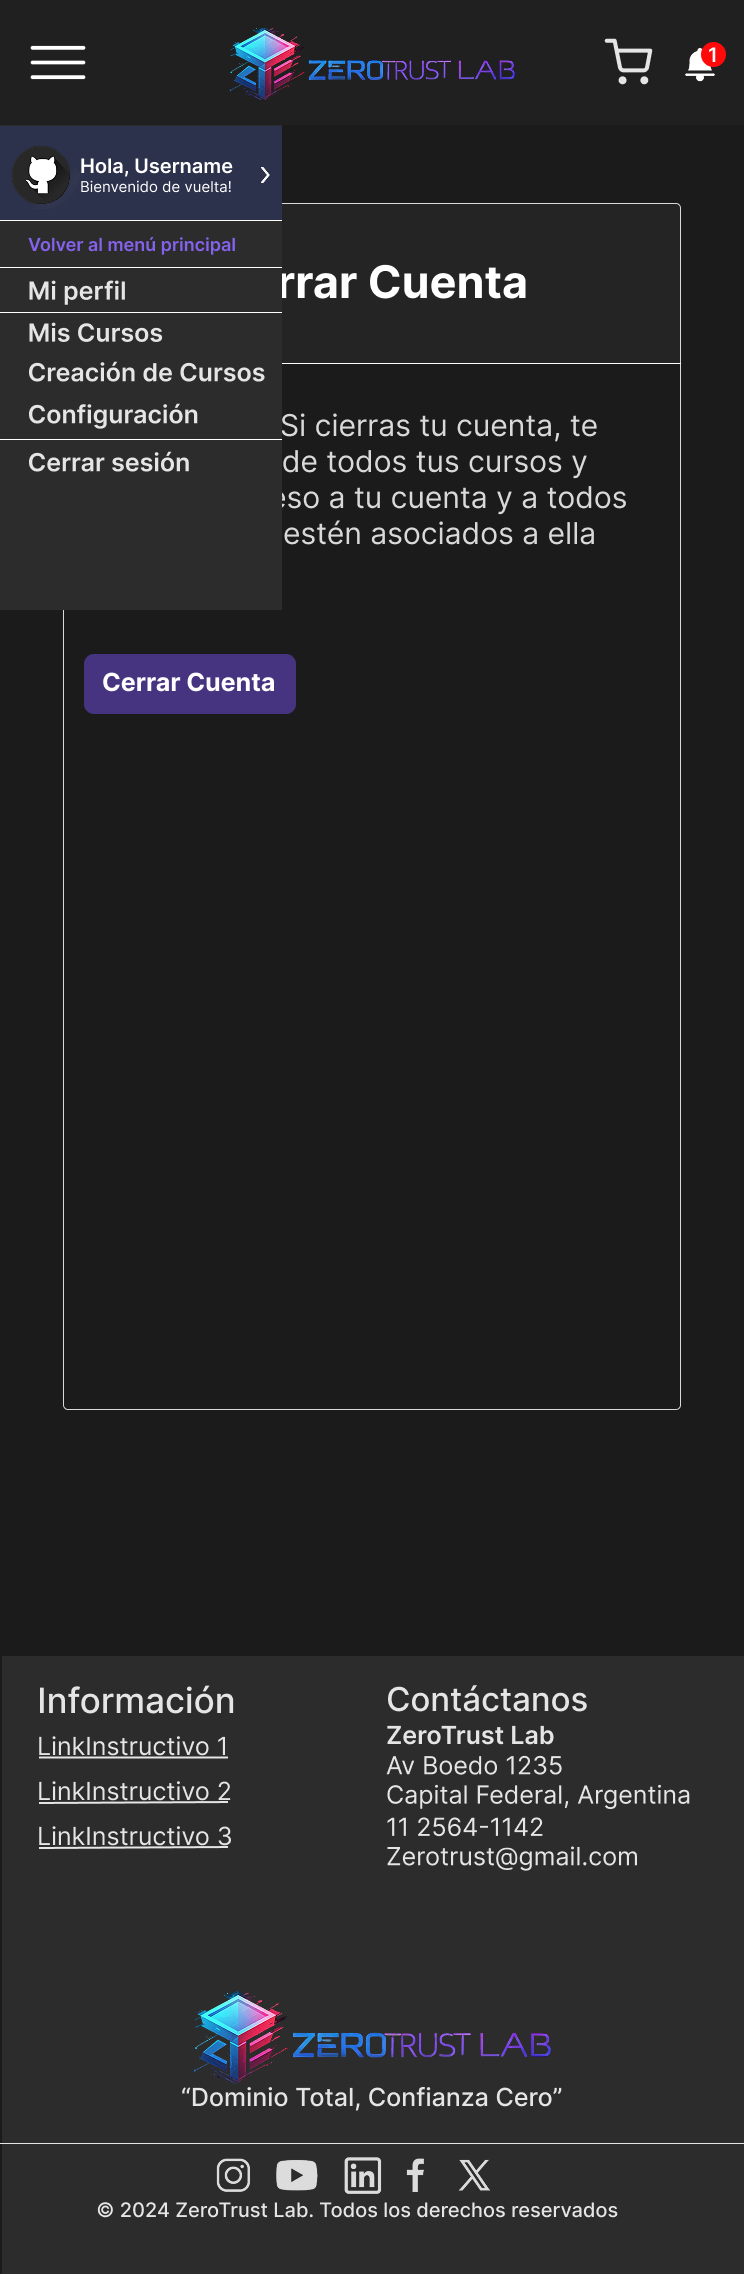 ZEROTRUST LAB
1
Hola, Username
Bienvenido de vuelta!
Volver al menú principal
Mi perfil
Mis Cursos
Creación de Cursos
Configuración
Cerrar sesión
rrar Cuenta
Si cierras tu cuenta, te
de todos tus cursos y
eso a tu cuenta y a todos
estén asociados a ella
Cerrar Cuenta
Información
LinkInstructivo 1
LinkInstructivo 2
LinkInstructivo 3
Contáctanos
ZeroTrust Lab
Av Boedo 1235
Capital Federal, Argentina
11 2564-1142
Zerotrust@gmail.com
ZEROTRUST LAB
“Dominio Total, Confianza Cero”
© 2024 ZeroTrust Lab. Todos los derechos reservados